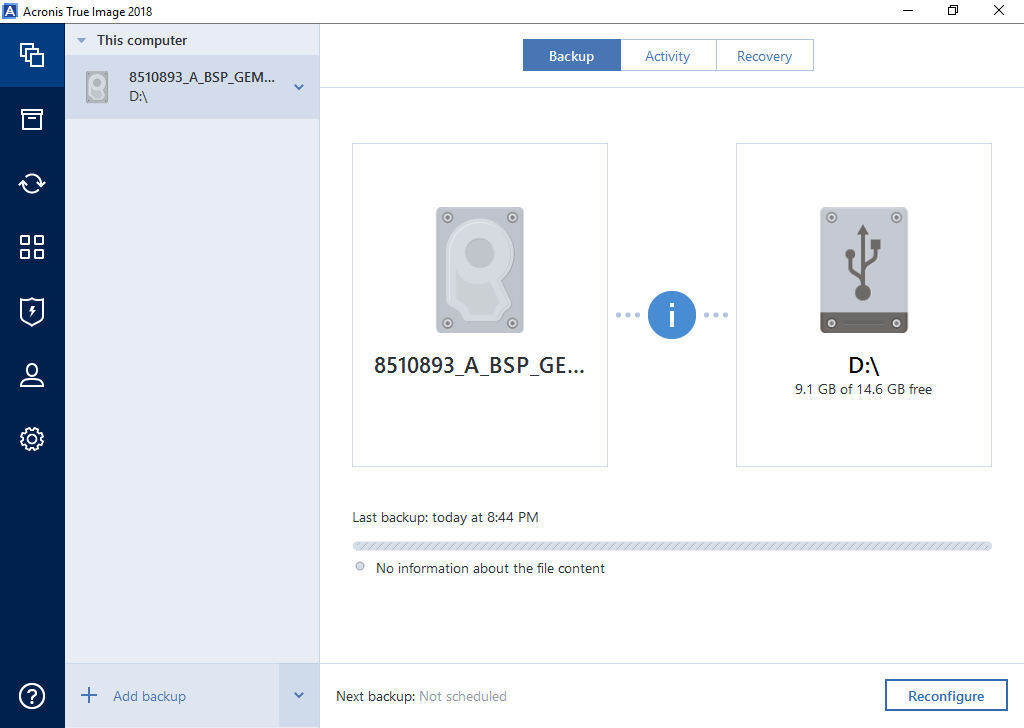 Acronis True Image 2018
This computer
8510893_A_BSP_GEM...
D:\
Backup
Activity
Recovery
8510893_A_BSP_GE...
D:\
9.1 GB of 14.6 GB free
Last backup: today at 8:44 PM
No information about the file content
Add backup
Next backup: Not scheduled
Reconfigure